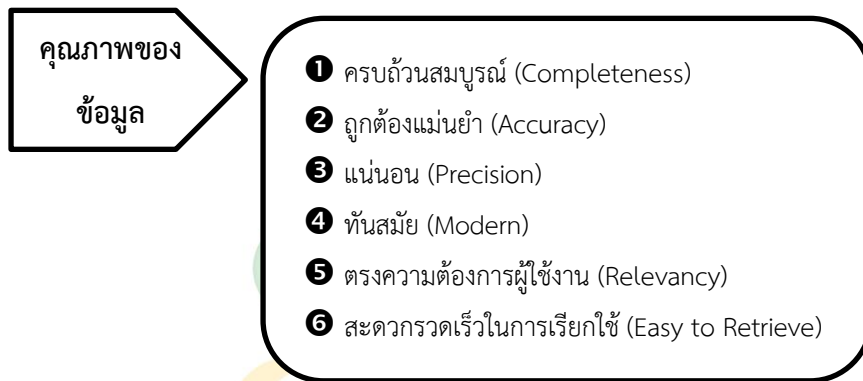 คุณภาพของ
ข้อมูล
❶ ครบถ้วนสมบูรณ์ (Completeness)
❷ ถูกต้องแม่นยำ (Accuracy)
❸ แน่นอน (Precision)
❹ ทันสมัย (Modern)
❺ ตรงความต้องการผู้ใช้งาน (Relevancy)
❻ สะดวกรวดเร็วในการเรียกใช้ (Easy to Retrieve)